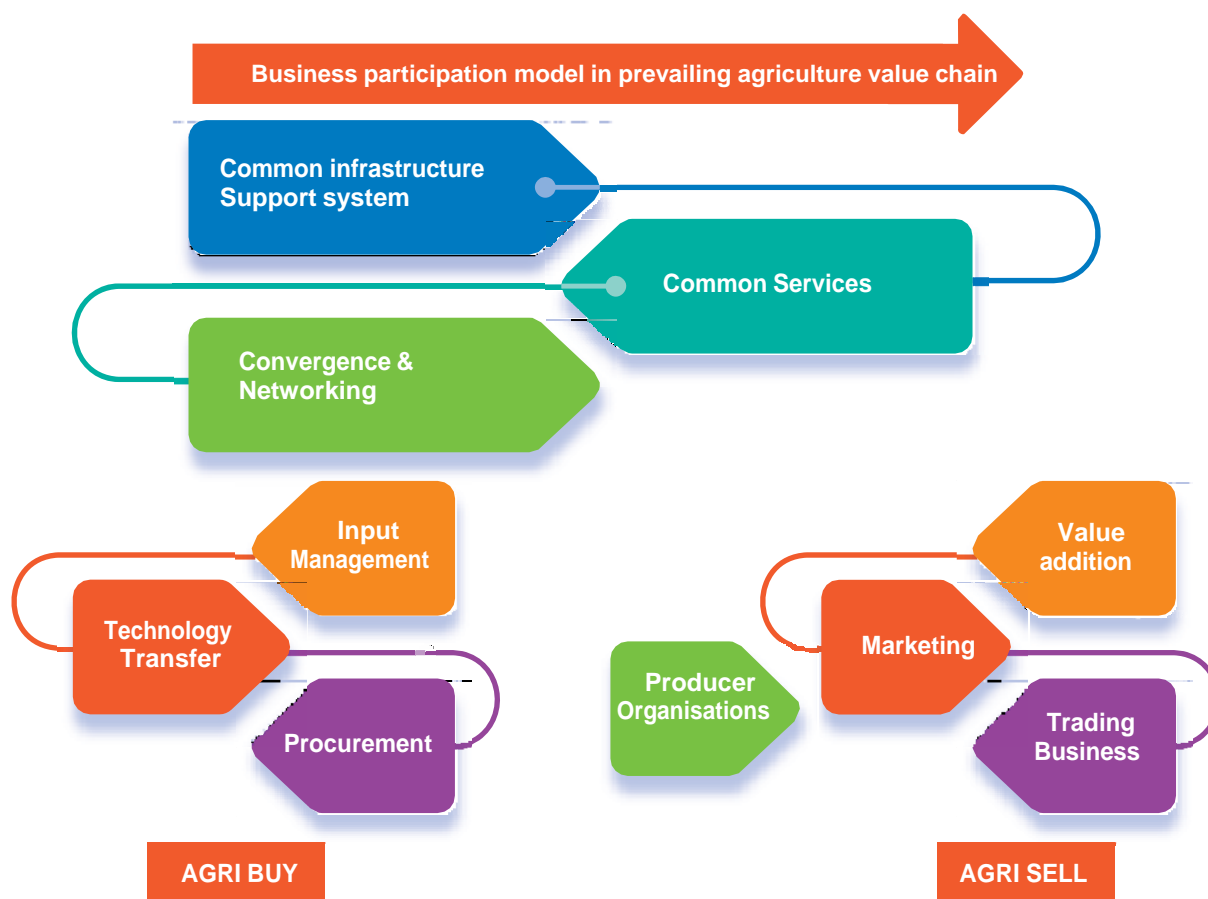 Business participation model in prevailing agriculture value chain
Common infrastructure
Support system
Common Services
Convergence &
Networking
Input
Management
Technology
Transfer
Procurement
AGRI BUY
Producer
Organisations
Value
addition
Marketing
Trading
Business
AGRI SELL